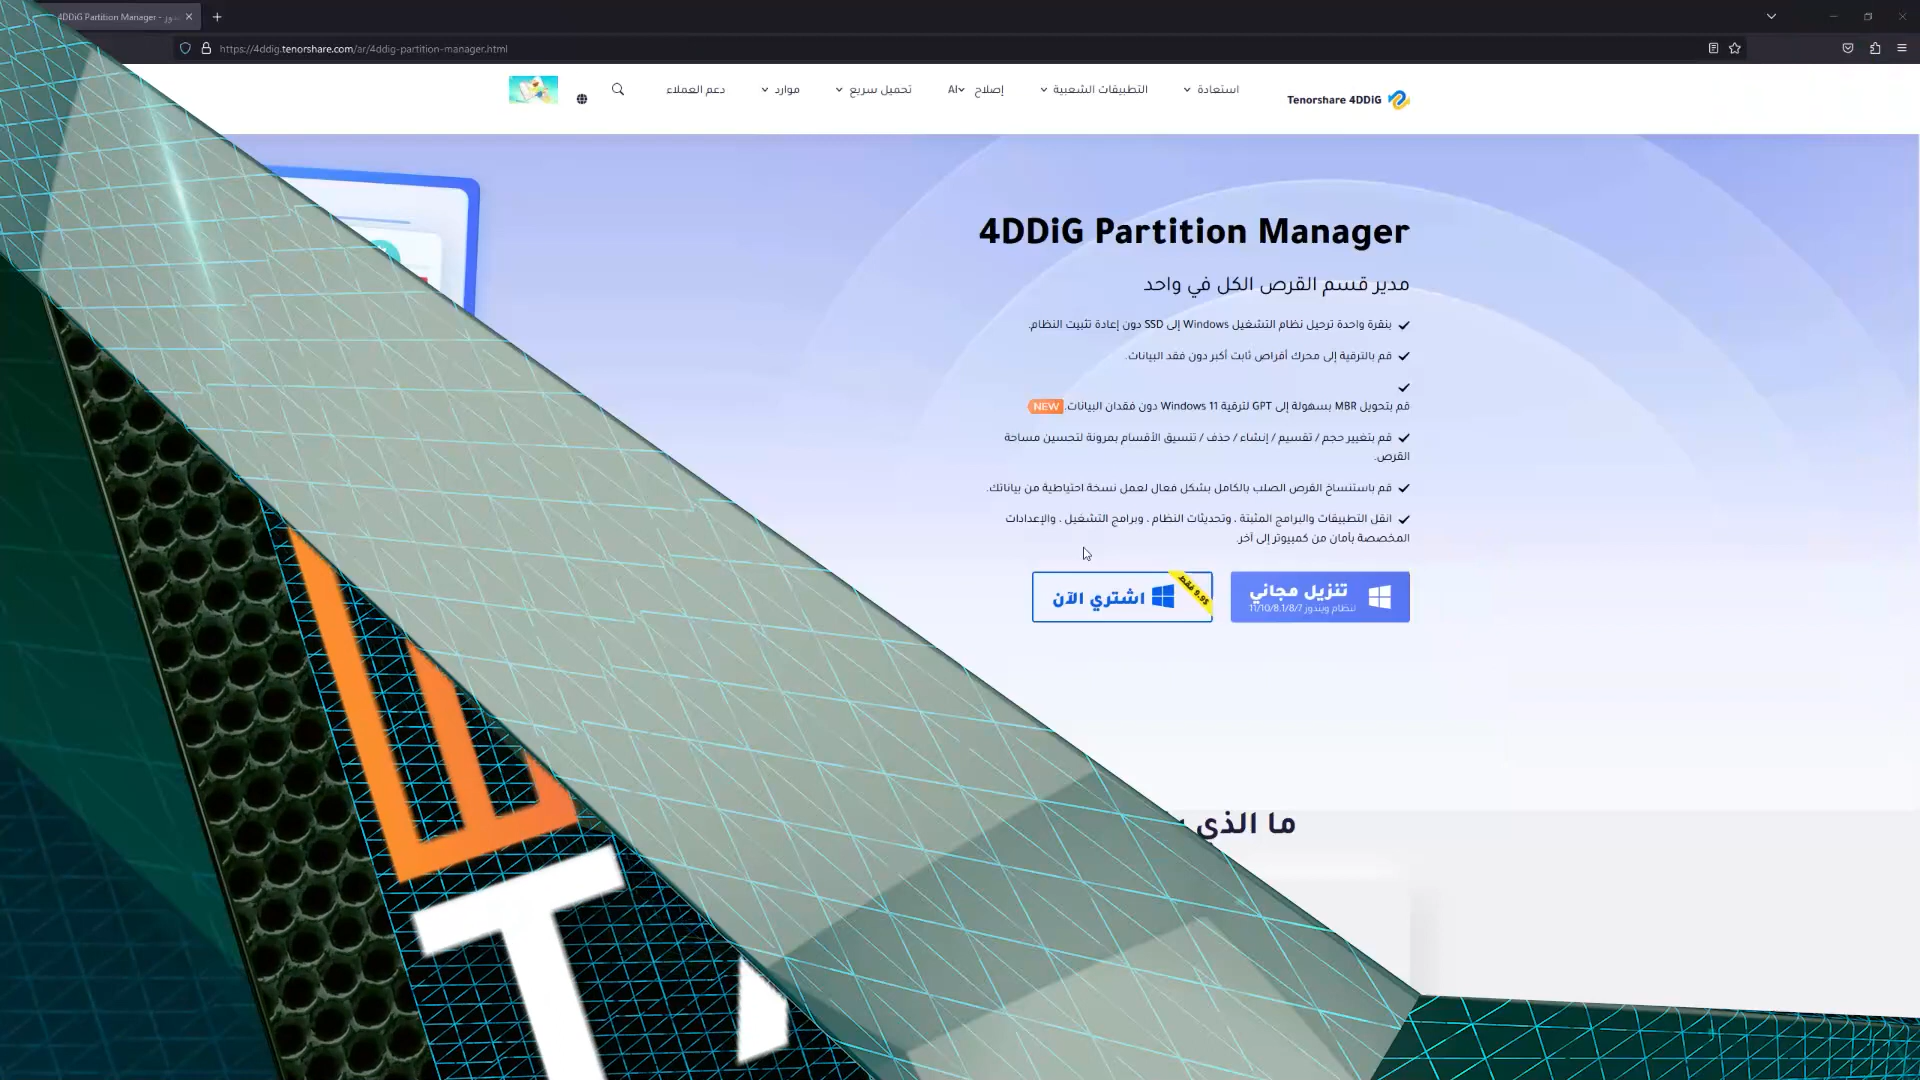 4DDiG Partition Manager -
https://4ddig.tenorshare.com/ar/4ddig-partition-manager.html
Tenorshare 4DDiG
استعادة
التطبيقات الشعبية
إصلاح AI
تحميل سريع
موارد
دعم العملاء
4DDiG Partition Manager
مدير قسم القرص الكل في واحد
بنقرة واحدة ترحيل نظام التشغيل Windows إلى SSD دون إعادة تثبيت النظام.
قم بالترقية إلى محرك أقراص ثابت أكبر دون فقد البيانات.
قم بتحويل MBR بسهولة إلى GPT لترقية Windows 11 دون فقدان البيانات. NEW
قم بتغيير حجم / تقسيم / إنشاء / حذف / تنسيق الأقسام بمرونة لتحسين مساحة
القرص.
قم باستنساخ القرص الصلب بالكامل بشكل فعال لعمل نسخة احتياطية من بياناتك.
انقل التطبيقات والبرامج المثبتة ، وتحديثات النظام ، وبرامج التشغيل ، والإعدادات
المخصصة بأمان من كمبيوتر إلى آخر.
تنزيل مجاني
لنظام ويندوز 11/10/8.1/8/7
اشتري الآن
$9.9 فقط
ما الذي
T